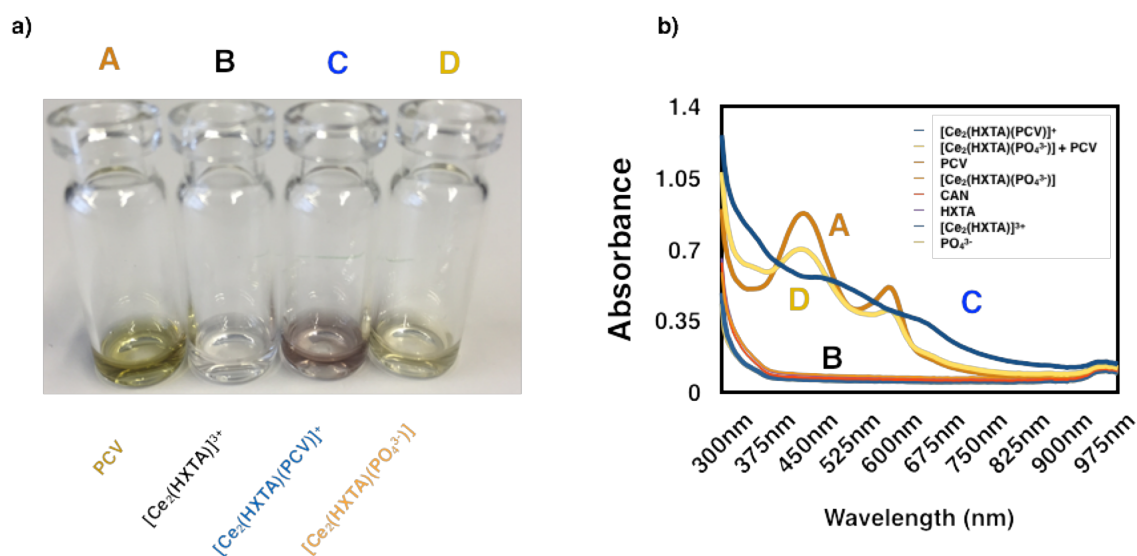 a)
A B C D
PCV
[Ce₂(HXTA)]³⁺
[Ce₂(HXTA)(PCV)]⁺
[Ce₂(HXTA)(PO₄³⁻)]
b)
Absorbance
1.4
1.05
0.7
0.35
0
[Ce₂(HXTA)(PCV)]⁺
[Ce₂(HXTA)(PO₄³⁻)] + PCV
PCV
[Ce₂(HXTA)(PO₄³⁻)]
CAN
HXTA
[Ce₂(HXTA)]³⁺
PO₄³⁻
A
D
C
B
300nm 375nm 450nm 525nm 600nm 675nm 750nm 825nm 900nm 975nm
Wavelength (nm)